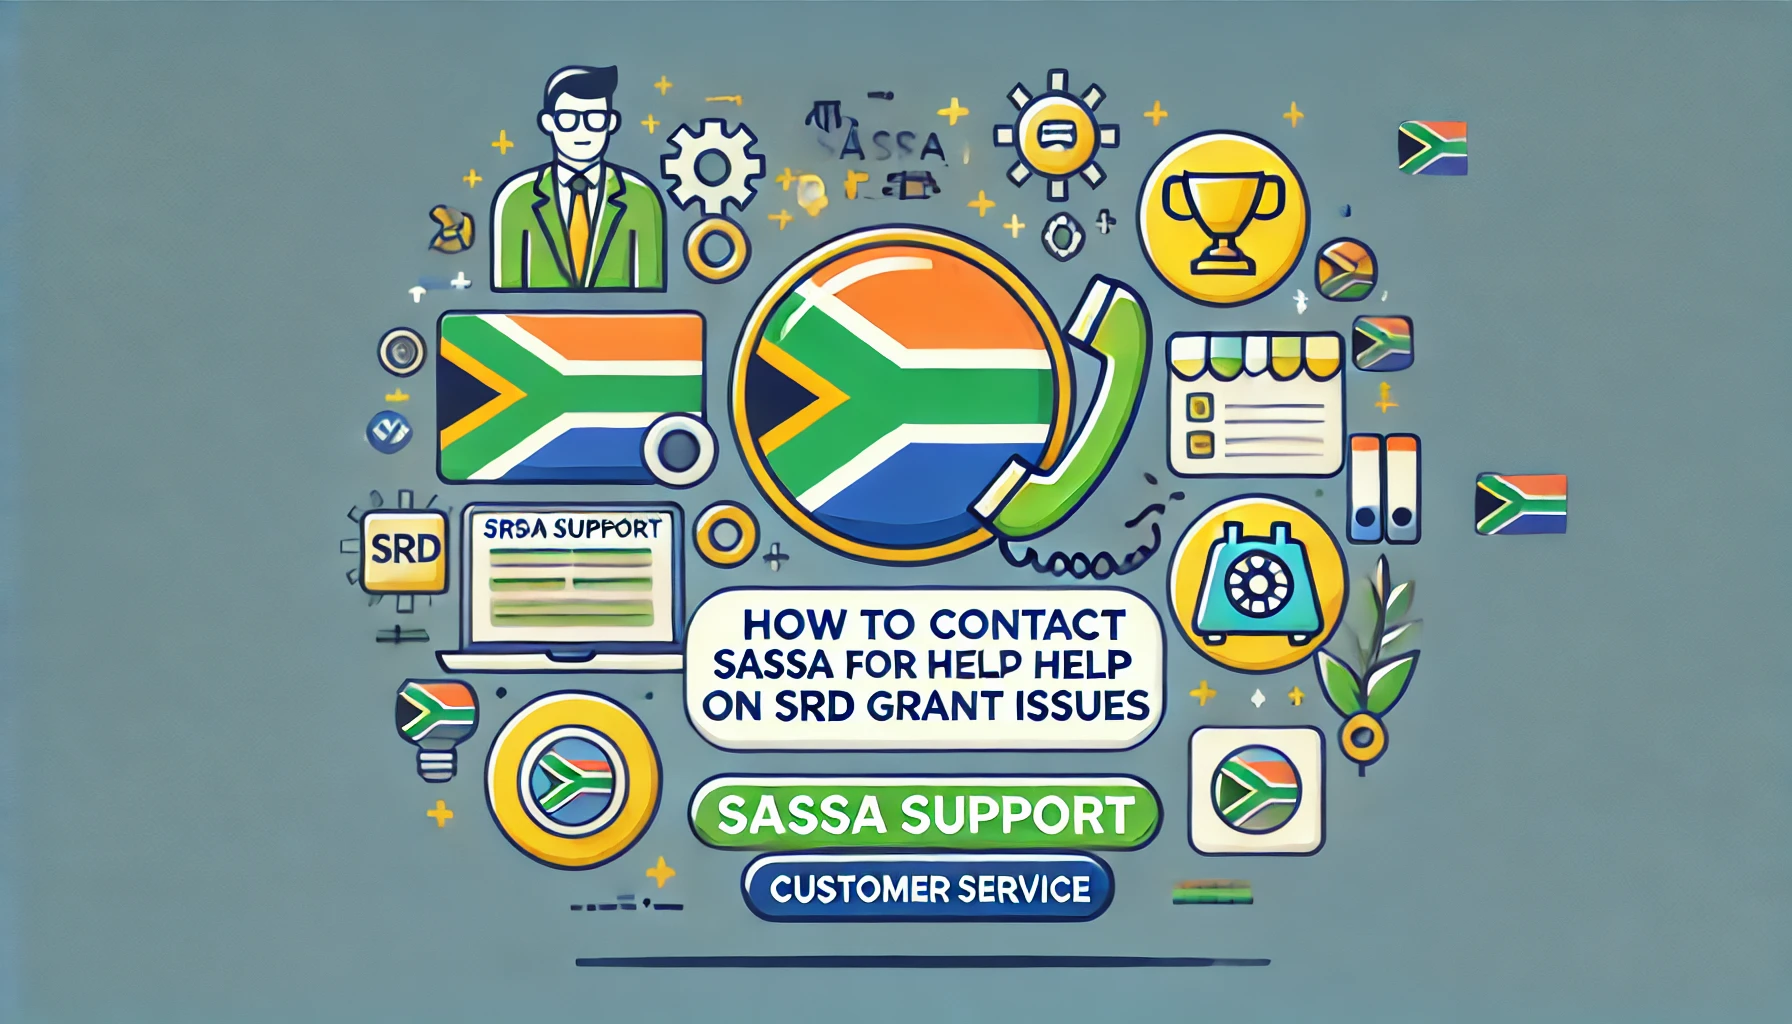 SASSA
SRSA SUPPORT
SRD
HOW TO CONTACT
SASSA FOR HELP HELP
ON SRD GRANT ISSUES
SASSA SUPPORT
CUSTOMER SERVICE